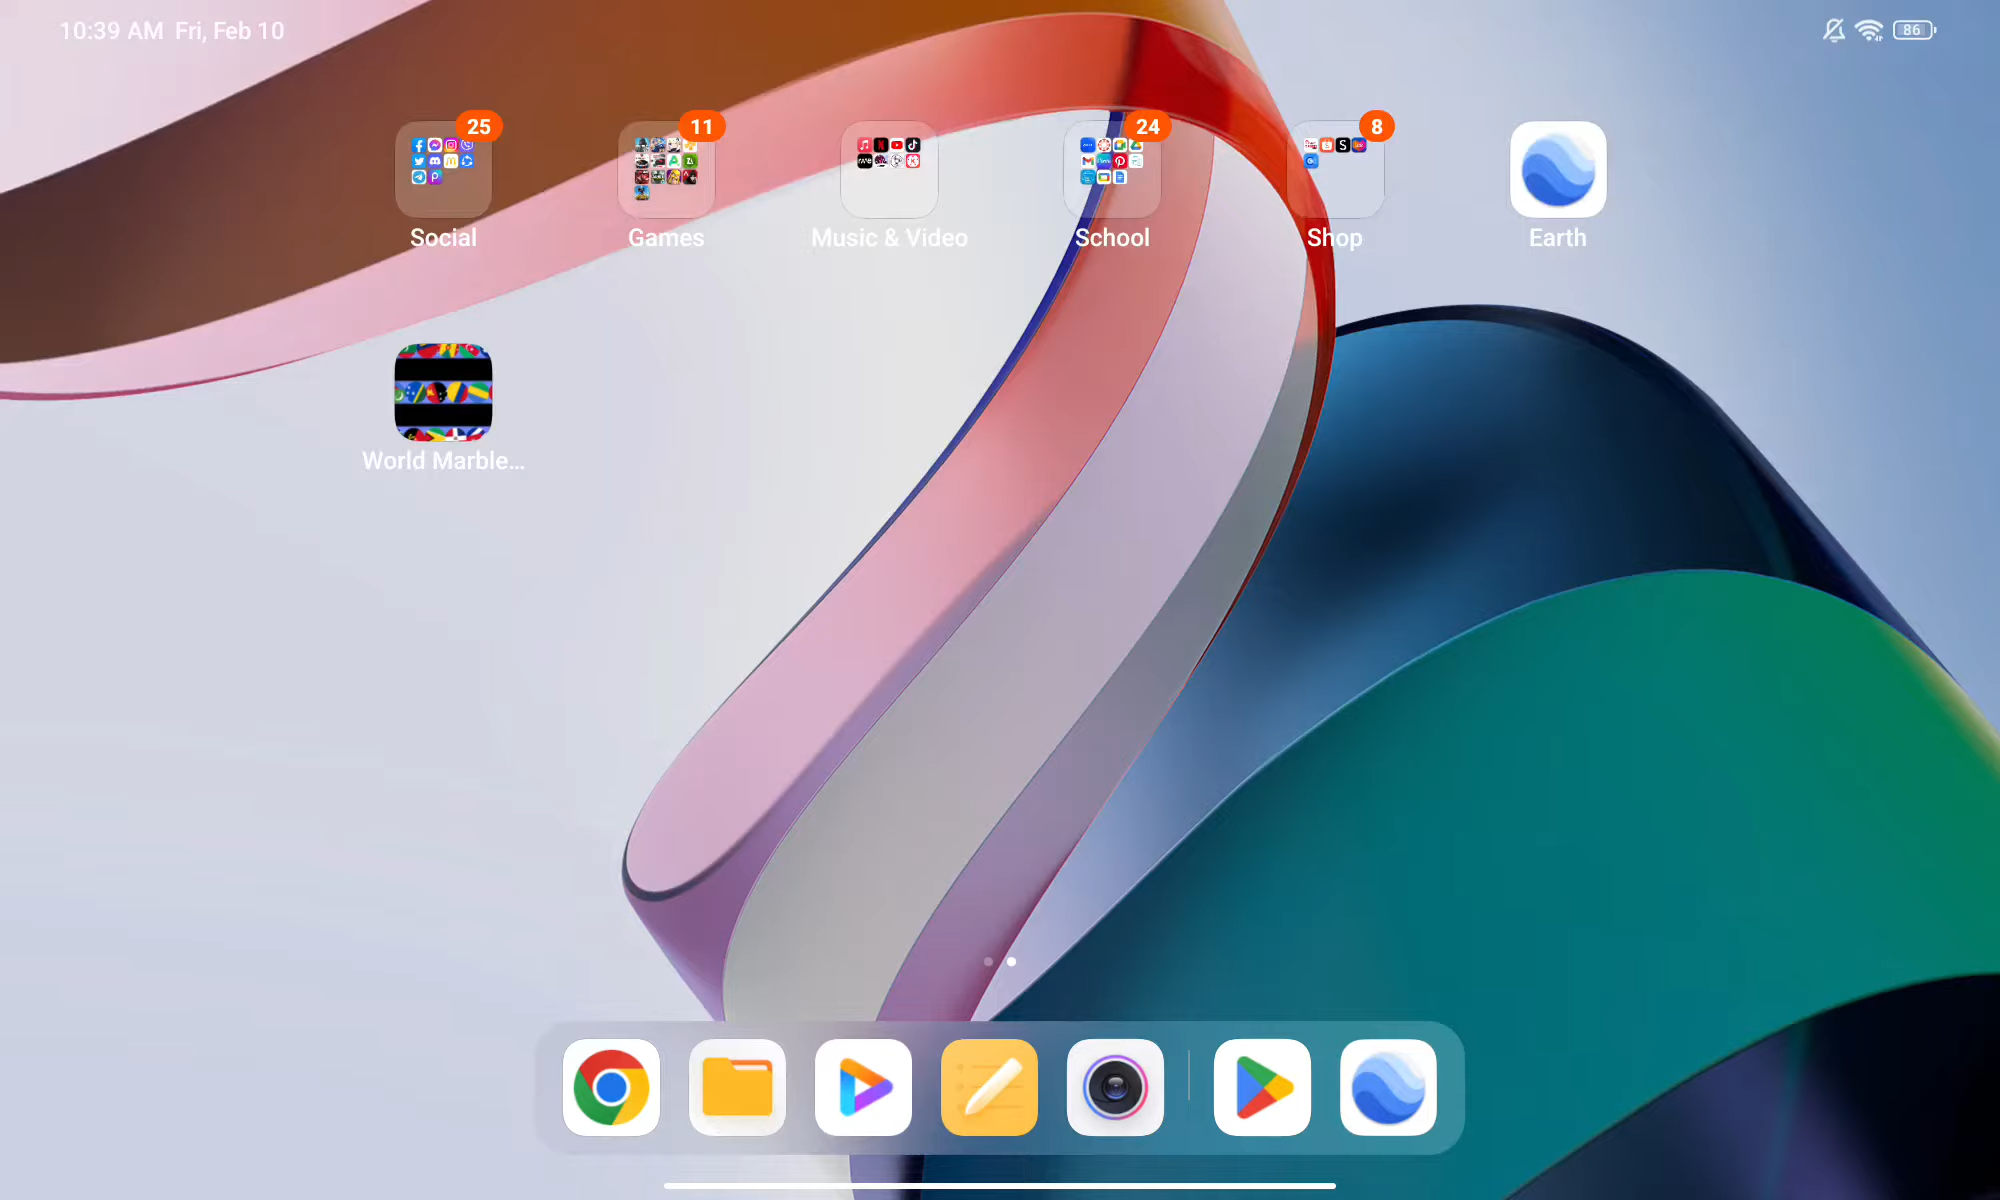 10:39 AM Fri, Feb 10
86
25
11
24
8
Social
Games
Music & Video
School
Shop
Earth
World Marble...